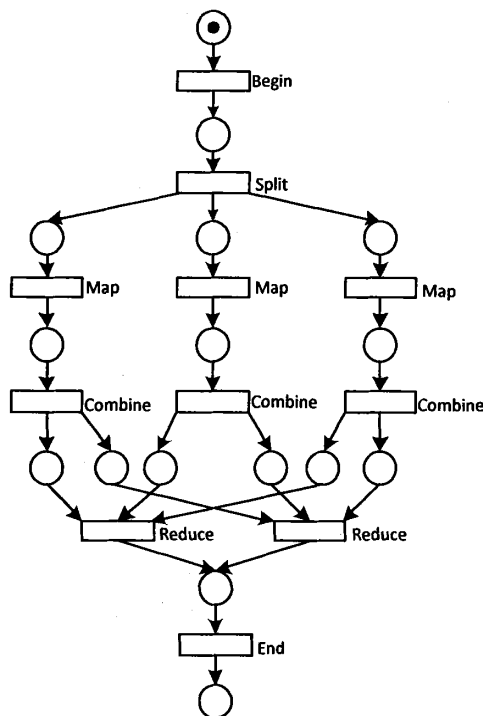 Begin
Split
Map Map Map
Combine Combine Combine
Reduce Reduce
End